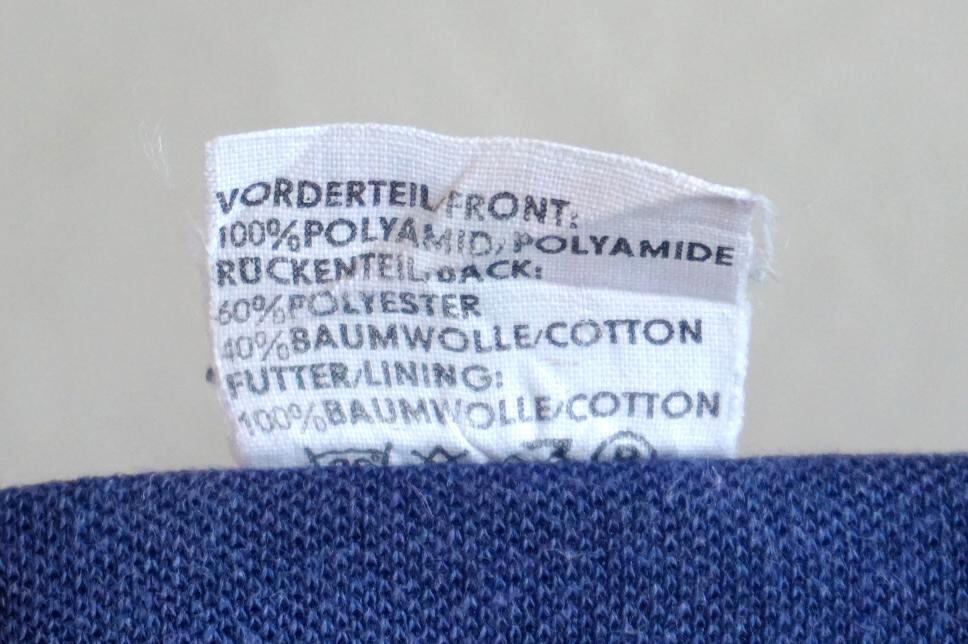 VORDERTEIL/FRONT:
100%POLYAMID/POLYAMIDE
RÜCKENTEIL/BACK:
60%POLYESTER
40%BAUMWOLLE/COTTON
FUTTER/LINING:
100%BAUMWOLLE/COTTON